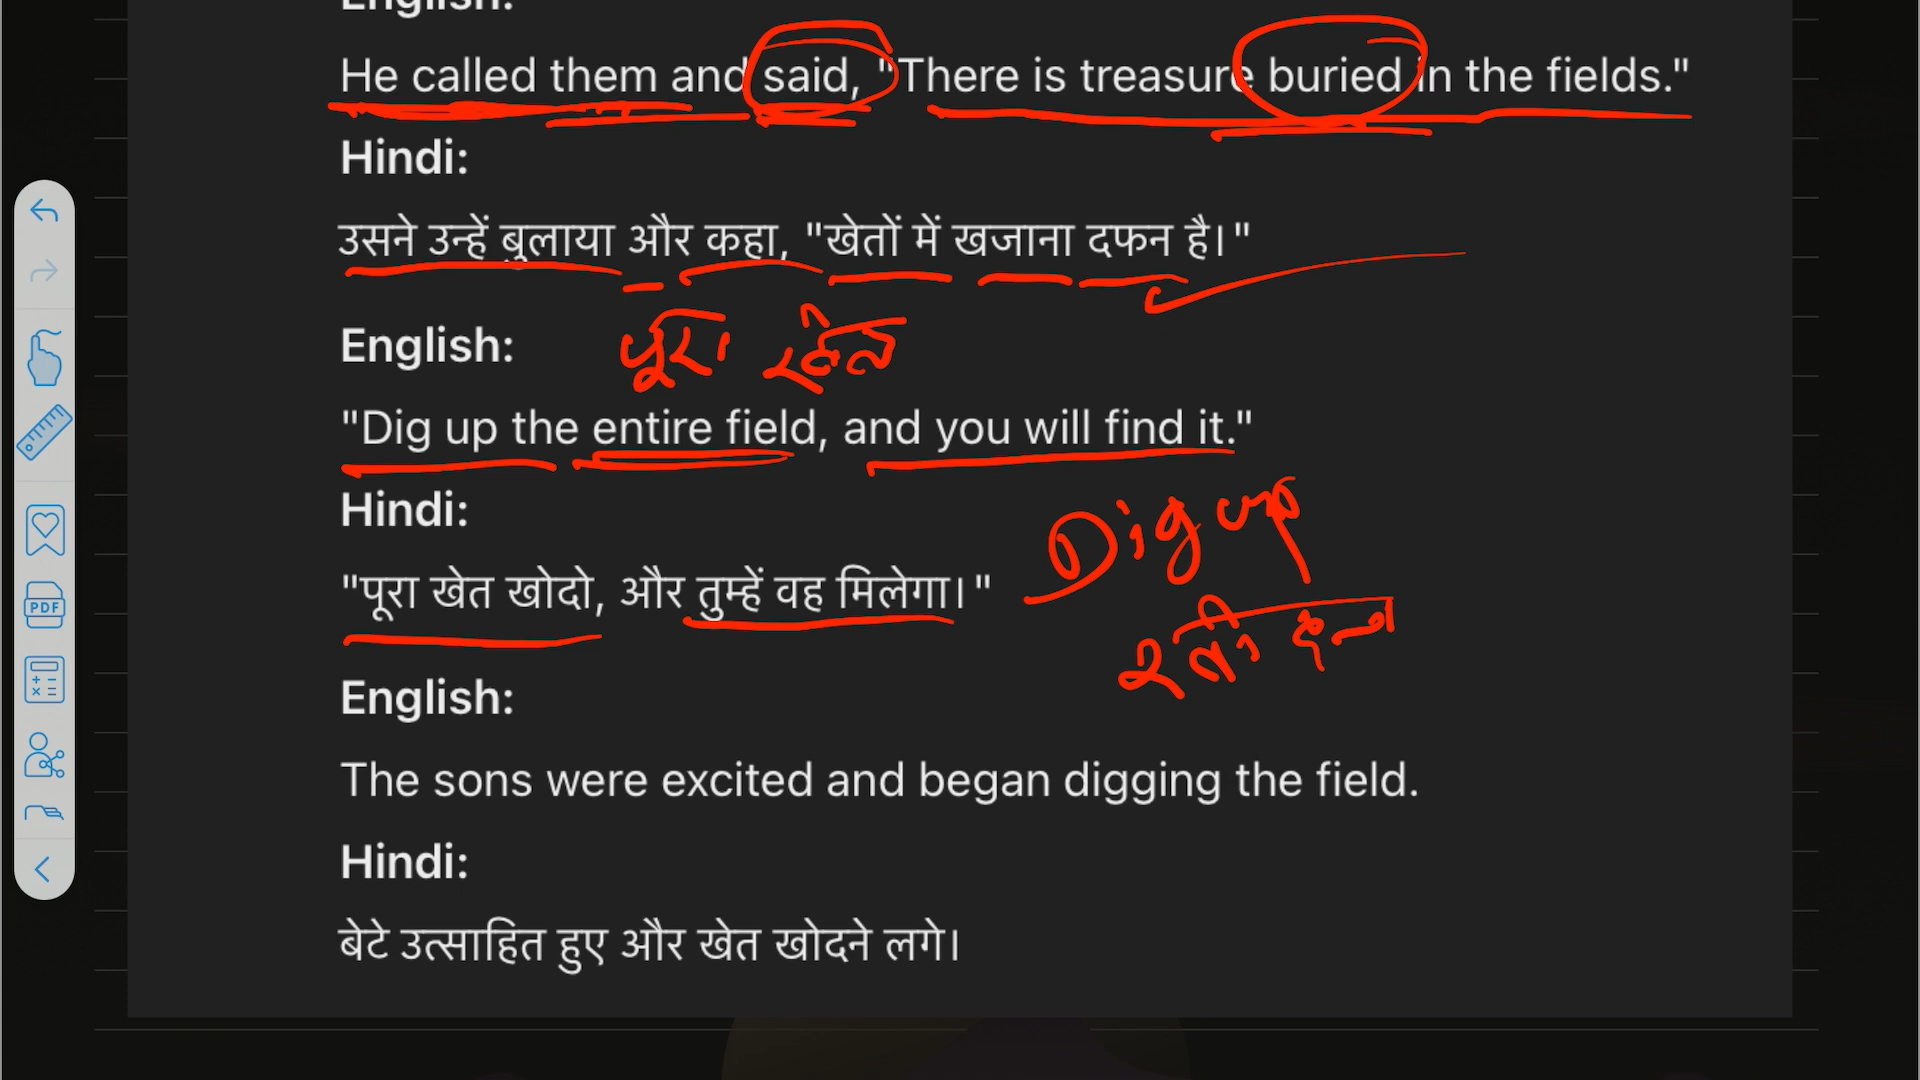 English:
He called them and said, "There is treasure buried in the fields."
Hindi:
उसने उन्हें बुलाया और कहा, "खेतों में खजाना दफन है।"
English:
पूरा खेत
"Dig up the entire field, and you will find it."
Hindi:
Dig up
"पूरा खेत खोदो, और तुम्हें वह मिलेगा।"
English:
The sons were excited and began digging the field.
Hindi:
बेटे उत्साहित हुए और खेत खोदने लगे।
PDF